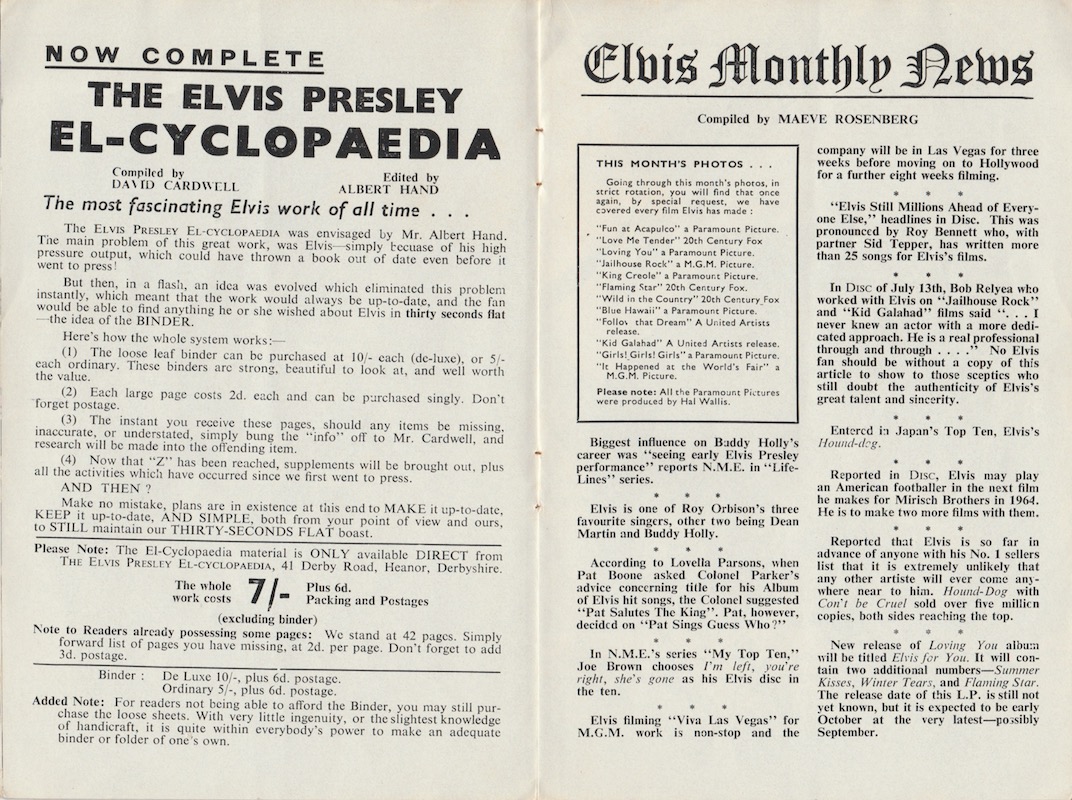 NOW COMPLETE
THE ELVIS PRESLEY
EL-CYCLOPAEDIA
Compiled by
DAVID CARDWELL
Edited by
ALBERT HAND
The most fascinating Elvis work of all time . . .
The ELVIS PRESLEY EL-CYCLOPAEDIA was envisaged by Mr. Albert Hand.
The main problem of this great work, was Elvis—simply becuase of his high
pressure output, which could have thrown a book out of date even before it
went to press!
But then, in a flash, an idea was evolved which eliminated this problem
instantly, which meant that the work would always be up-to-date, and the fan
would be able to find anything he or she wished about Elvis in thirty seconds flat
—the idea of the BINDER.
Here's how the whole system works:—
(1) The loose leaf binder can be purchased at 10/- each (de-luxe), or 5/-
each ordinary. These binders are strong, beautiful to look at, and well worth
the value.
(2) Each large page costs 2d. each and can be purchased singly. Don't
forget postage.
(3) The instant you receive these pages, should any items be missing,
inaccurate, or understated, simply bung the "info" off to Mr. Cardwell, and
research will be made into the offending item.
(4) Now that "Z" has been reached, supplements will be brought out, plus
all the activities which have occurred since we first went to press.
AND THEN ?
Make no mistake, plans are in existence at this end to MAKE it up-to-date,
KEEP it up-to-date, AND SIMPLE, both from your point of view and ours,
to STILL maintain our THIRTY-SECONDS FLAT boast.
Please Note: The El-Cyclopaedia material is ONLY available DIRECT from
THE ELVIS PRESLEY EL-CYCLOPAEDIA, 41 Derby Road, Heanor, Derbyshire.
The whole
work costs
7/-
Plus 6d.
Packing and Postages
(excluding binder)
Note to Readers already possessing some pages: We stand at 42 pages. Simply
forward list of pages you have missing, at 2d. per page. Don't forget to add
3d. postage.
Binder : De Luxe 10/-, plus 6d. postage.
Ordinary 5/-, plus 6d. postage.
Added Note: For readers not being able to afford the Binder, you may still pur-
chase the loose sheets. With very little ingenuity, or the slightest knowledge
of handicraft, it is quite within everybody's power to make an adequate
binder or folder of one's own.
Elvis Monthly News
Compiled by MAEVE ROSENBERG
THIS MONTH'S PHOTOS . . .
Going through this month's photos, in
strict rotation, you will find that once
again, by special request, we have
covered every film Elvis has made :
"Fun at Acapulco" a Paramount Picture.
"Love Me Tender" 20th Century Fox
"Loving You" a Paramount Picture.
"Jailhouse Rock" a M.G.M. Picture.
"King Creole" a Paramount Picture.
"Flaming Star" 20th Century Fox.
"Wild in the Country" 20th Century Fox
"Blue Hawaii" a Paramount Picture.
"Follow that Dream" A United Artists
release.
"Kid Galahad" A United Artists release.
"Girls! Girls! Girls" a Paramount Picture.
"It Happened at the World's Fair" a
M.G.M. Picture.
Please note: All the Paramount Pictures
were produced by Hal Wallis.
Biggest influence on Buddy Holly's
career was "seeing early Elvis Presley
performance" reports N.M.E. in "Life-
Lines" series.
* * *
Elvis is one of Roy Orbison's three
favourite singers, other two being Dean
Martin and Buddy Holly.
* * *
According to Lovella Parsons, when
Pat Boone asked Colonel Parker's
advice concerning title for his Album
of Elvis hit songs, the Colonel suggested
"Pat Salutes The King". Pat, however,
decided on "Pat Sings Guess Who?"
* * *
In N.M.E.'s series "My Top Ten,"
Joe Brown chooses I'm left, you're
right, she's gone as his Elvis disc in
the ten.
* * *
Elvis filming "Viva Las Vegas" for
M.G.M. work is non-stop and the
company will be in Las Vegas for three
weeks before moving on to Hollywood
for a further eight weeks filming.
* * *
"Elvis Still Millions Ahead of Every-
one Else," headlines in Disc. This was
pronounced by Roy Bennett who, with
partner Sid Tepper, has written more
than 25 songs for Elvis's films.
* * *
In DISC of July 13th, Bob Relyea who
worked with Elvis on "Jailhouse Rock"
and "Kid Galahad" films said ". . . I
never knew an actor with a more dedi-
cated approach. He is a real professional
through and through . . . ." No Elvis
fan should be without a copy of this
article to show to those sceptics who
still doubt the authenticity of Elvis's
great talent and sincerity.
* * *
Entered in Japan's Top Ten, Elvis's
Hound-dog.
* * *
Reported in DISC, Elvis may play
an American footballer in the next film
he makes for Mirisch Brothers in 1964.
He is to make two more films with them.
* * *
Reported that Elvis is so far in
advance of anyone with his No. 1 sellers
list that it is extremely unlikely that
any other artiste will ever come any-
where near to him. Hound-Dog with
Con't be Cruel sold over five million
copies, both sides reaching the top.
* * *
New release of Loving You album
will be titled Elvis for You. It will con-
tain two additional numbers—Summer
Kisses, Winter Tears, and Flaming Star.
The release date of this L.P. is still not
yet known, but it is expected to be early
October at the very latest—possibly
September.